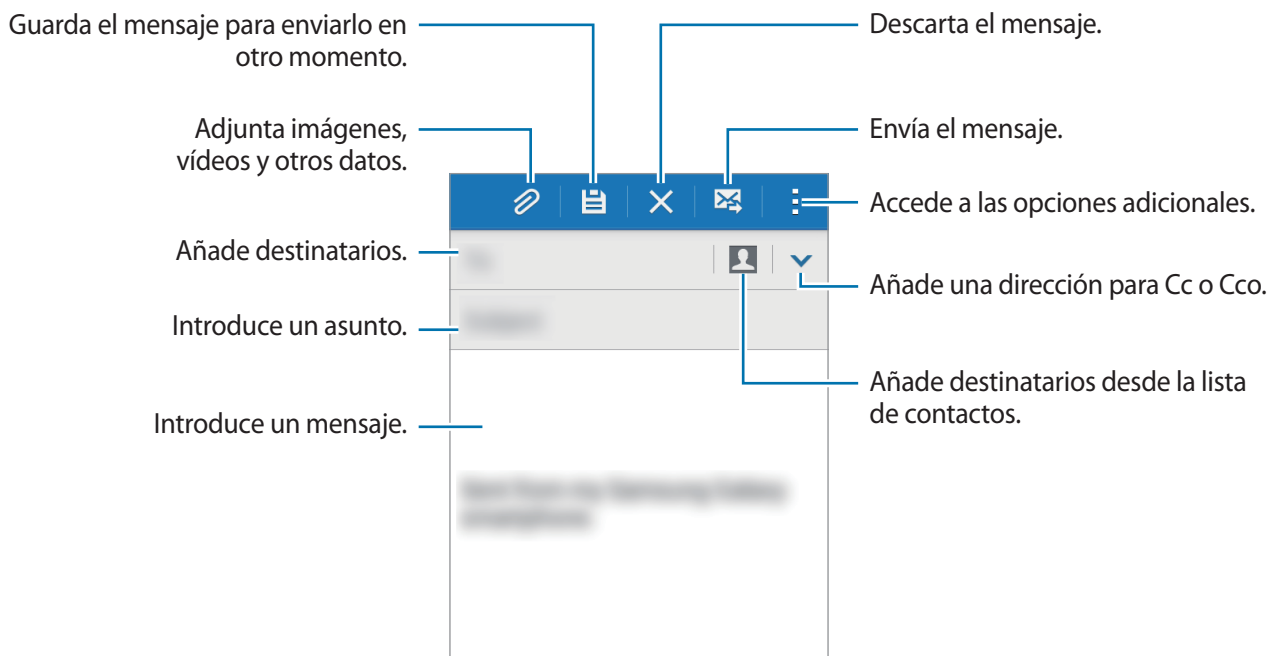 Guarda el mensaje para enviarlo en
otro momento.
Adjunta imágenes,
vídeos y otros datos.
Añade destinatarios.
Introduce un asunto.
Introduce un mensaje.
Descarta el mensaje.
Envía el mensaje.
Accede a las opciones adicionales.
Añade una dirección para Cc o Cco.
Añade destinatarios desde la lista
de contactos.